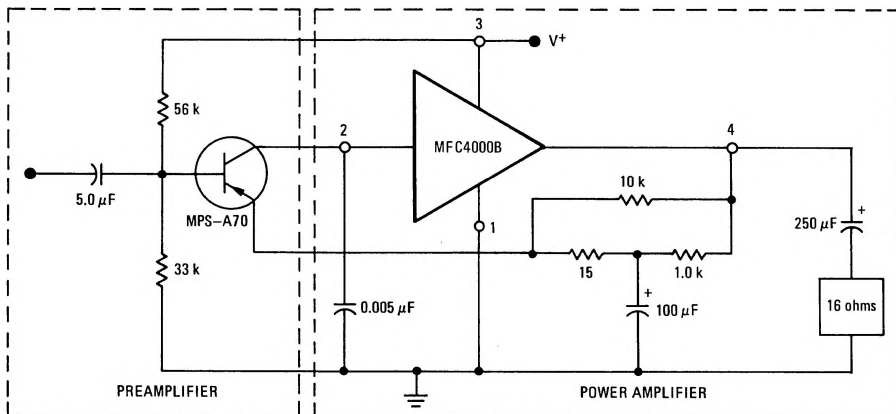 3
V+
56 k
2
MFC4000B
4
10 k
5.0 μF
MPS-A70
1
250 μF
+
15
1.0 k
33 k
+
0.005 μF
100 μF
16 ohms
PREAMPLIFIER
POWER AMPLIFIER